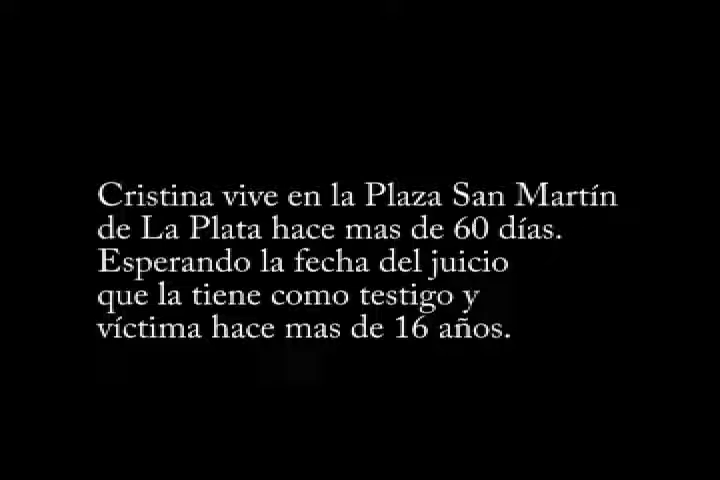 Cristina vive en la Plaza San Martín
de La Plata hace mas de 60 días.
Esperando la fecha del juicio
que la tiene como testigo y
víctima hace mas de 16 años.